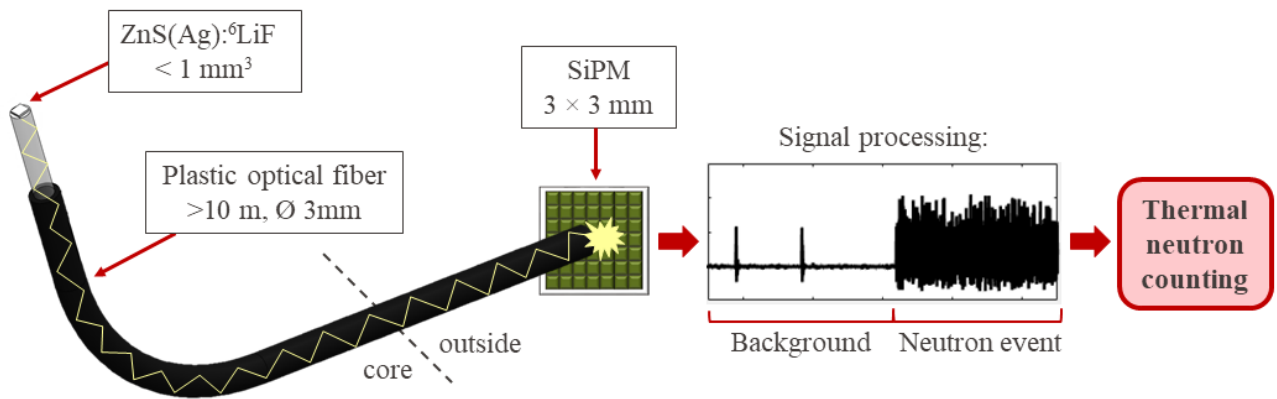 ZnS(Ag):⁶LiF
< 1 mm³
SiPM
3 × 3 mm
Plastic optical fiber
>10 m, Ø 3mm
core
outside
Signal processing:
Background
Neutron event
Thermal
neutron
counting